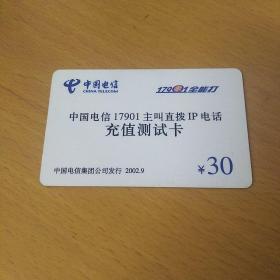 中国电信 17901全能打
CHINA TELECOM
中国电信 17901 主叫直拨 IP 电话
充值测试卡
中国电信集团公司发行 2002.9
¥30